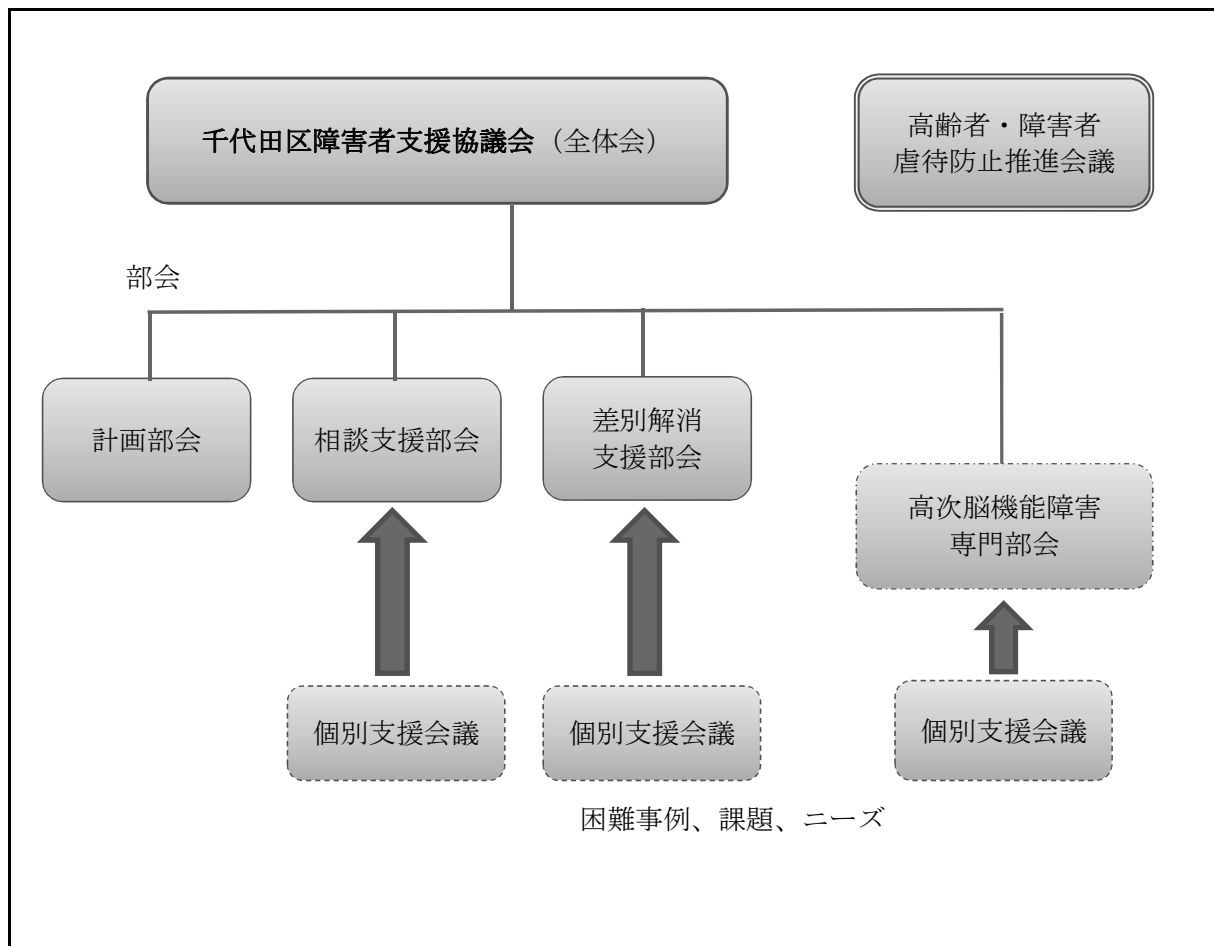 千代田区障害者支援協議会（全体会）
高齢者・障害者
虐待防止推進会議
部会
計画部会
相談支援部会
差別解消
支援部会
高次脳機能障害
専門部会
個別支援会議
個別支援会議
個別支援会議
困難事例、課題、ニーズ